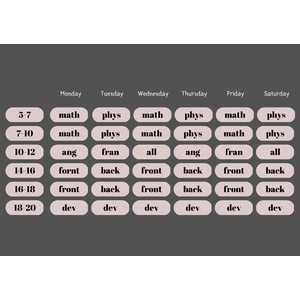 Monday Tuesday Wednesday Thursday Friday Saturday
5-7 math phys math phys math phys
7-10 phys math phys math phys math
10-12 ang fran all ang fran all
14-16 fornt back front back front back
16-18 front back front back front back
18-20 dev dev dev dev dev dev